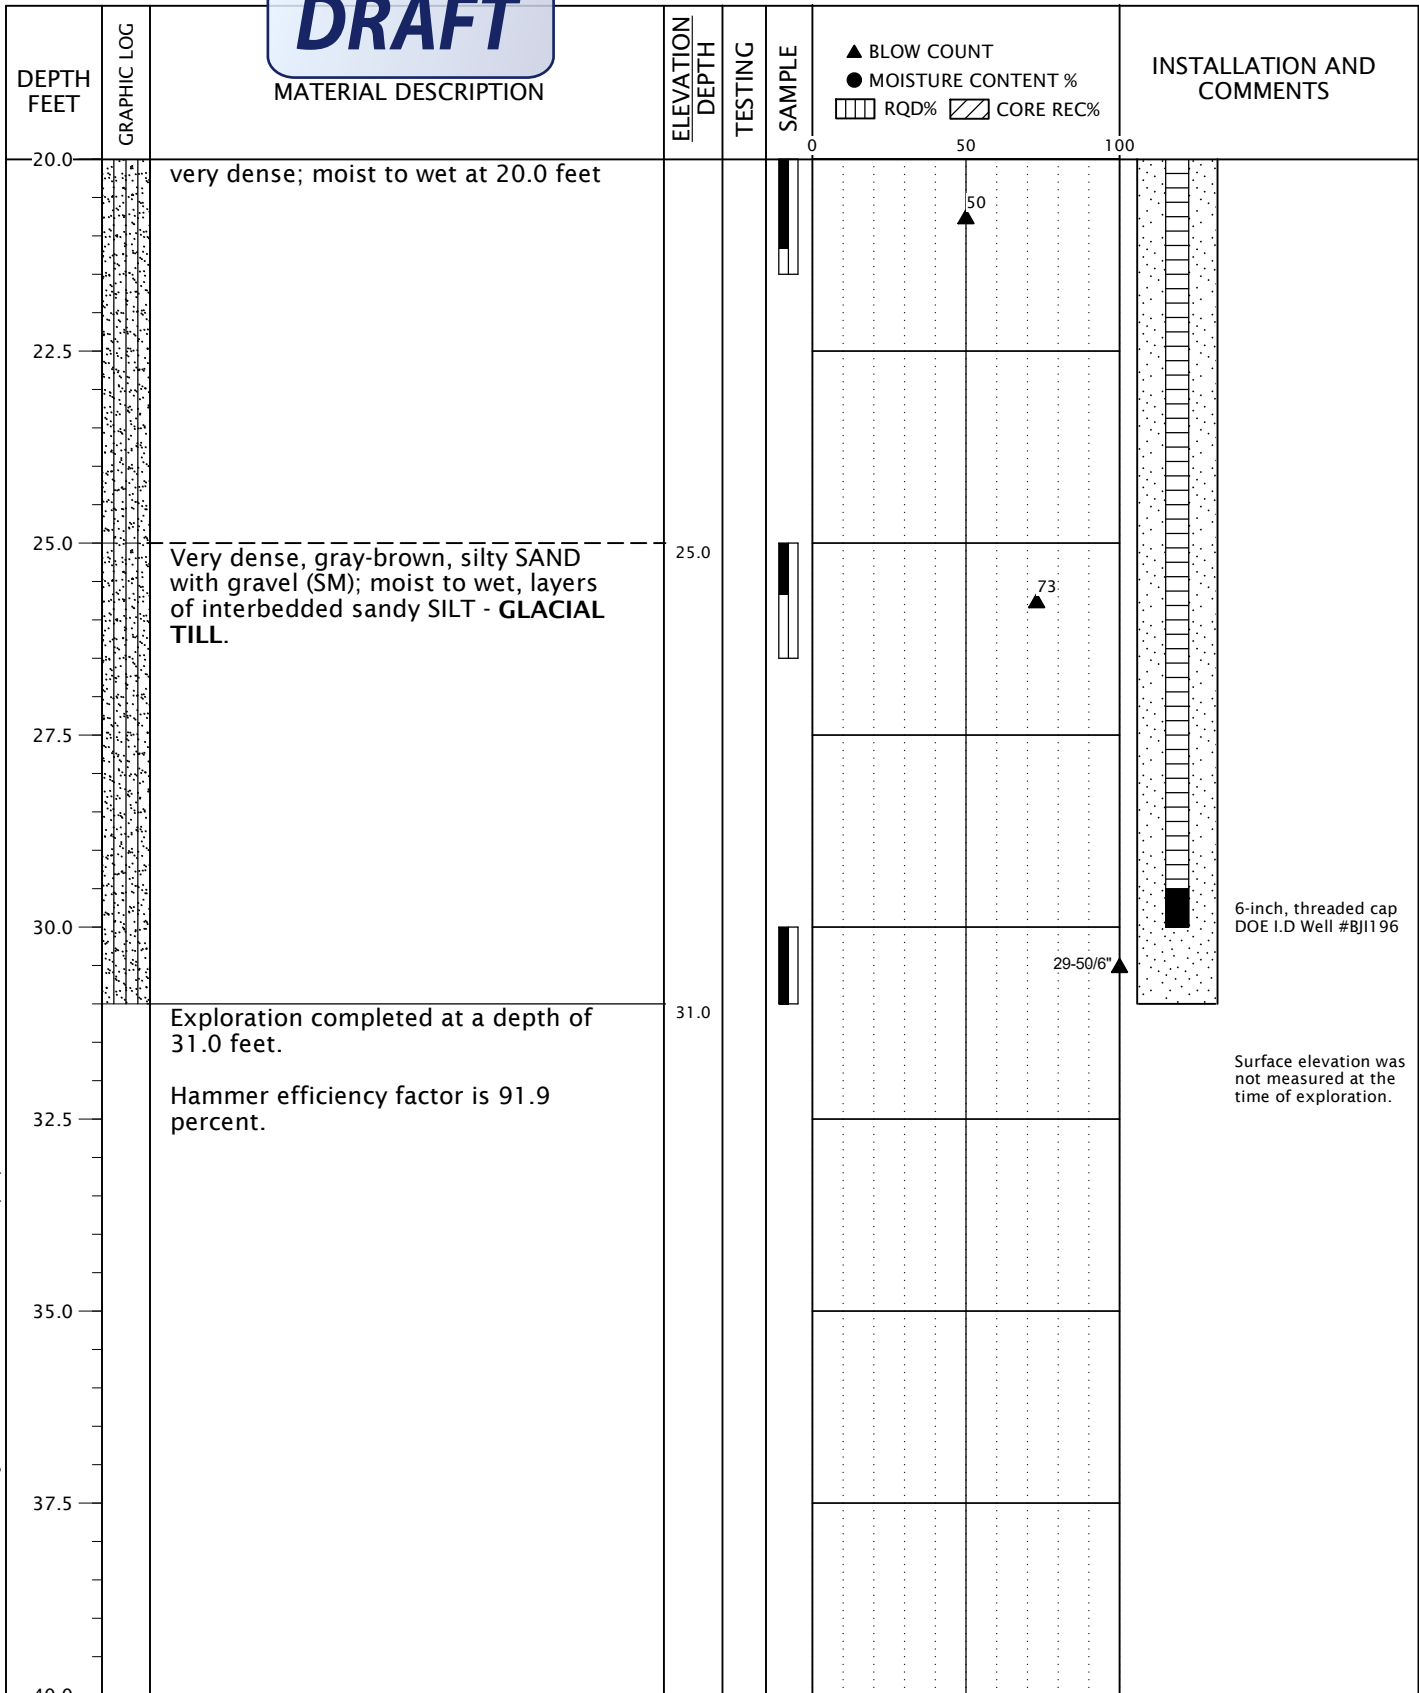 DRAFT
DEPTH
FEET
GRAPHIC LOG
MATERIAL DESCRIPTION
ELEVATION
DEPTH
TESTING
SAMPLE
▲ BLOW COUNT
● MOISTURE CONTENT %
RQD% CORE REC%
INSTALLATION AND
COMMENTS
0 50 100
20.0
very dense; moist to wet at 20.0 feet
50
22.5
25.0
Very dense, gray-brown, silty SAND
with gravel (SM); moist to wet, layers
of interbedded sandy SILT - GLACIAL
TILL.
25.0
73
27.5
6-inch, threaded cap
DOE I.D Well #BJI196
30.0
29-50/6"
Exploration completed at a depth of
31.0 feet.
31.0
Surface elevation was
not measured at the
time of exploration.
Hammer efficiency factor is 91.9
percent.
32.5
35.0
37.5